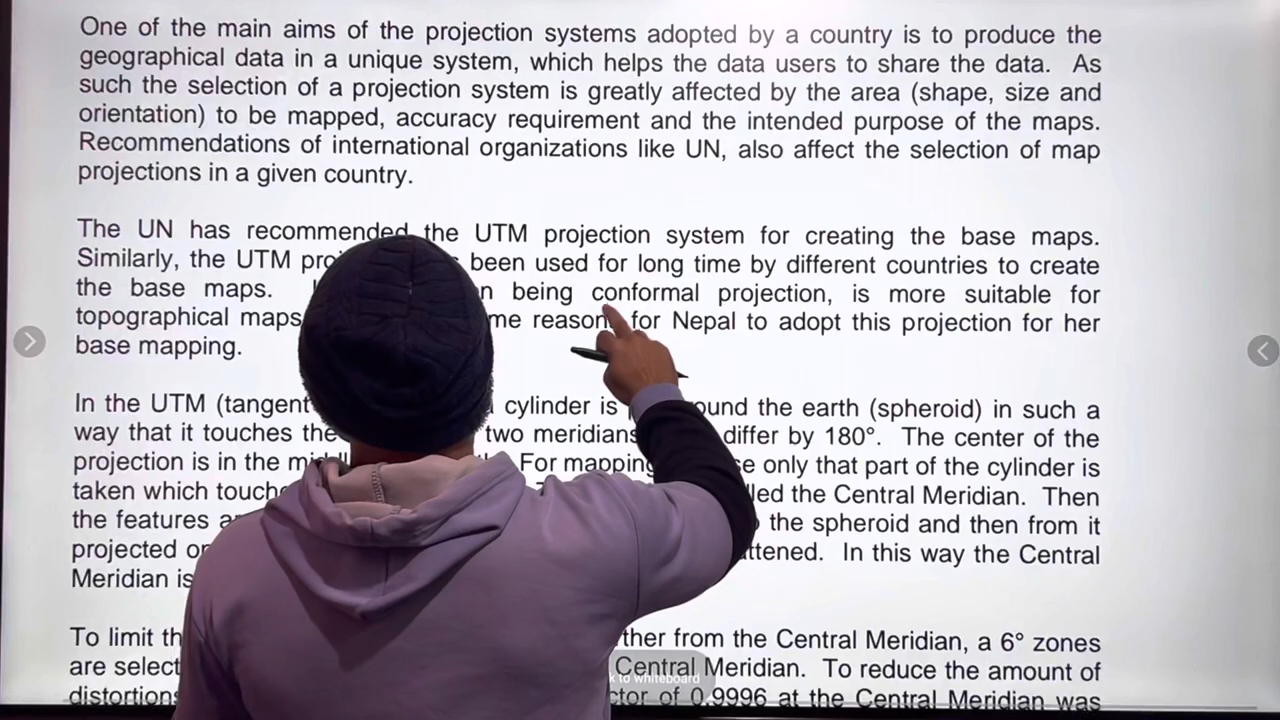 One of the main aims of the projection systems adopted by a country is to produce the
geographical data in a unique system, which helps the data users to share the data. As
such the selection of a projection system is greatly affected by the area (shape, size and
orientation) to be mapped, accuracy requirement and the intended purpose of the maps.
Recommendations of international organizations like UN, also affect the selection of map
projections in a given country.
The UN has recommended the UTM projection system for creating the base maps.
Similarly, the UTM been used for long time by different countries to create
the base maps. being conformal projection, is more suitable for
topographical maps reason for Nepal to adopt this projection for her
base mapping.
In the UTM (tangent cylinder is around the earth (spheroid) in such a
way that it touches the two meridians differ by 180°. The center of the
projection is in the For mapping only that part of the cylinder is
taken which the Central Meridian. Then
the features the spheroid and then from it
projected In this way the Central
Meridian is
To limit from the Central Meridian, a 6° zones
are Central Meridian. To reduce the amount of
distortions of 0.9996 at the Central Meridian was
to whiteboard